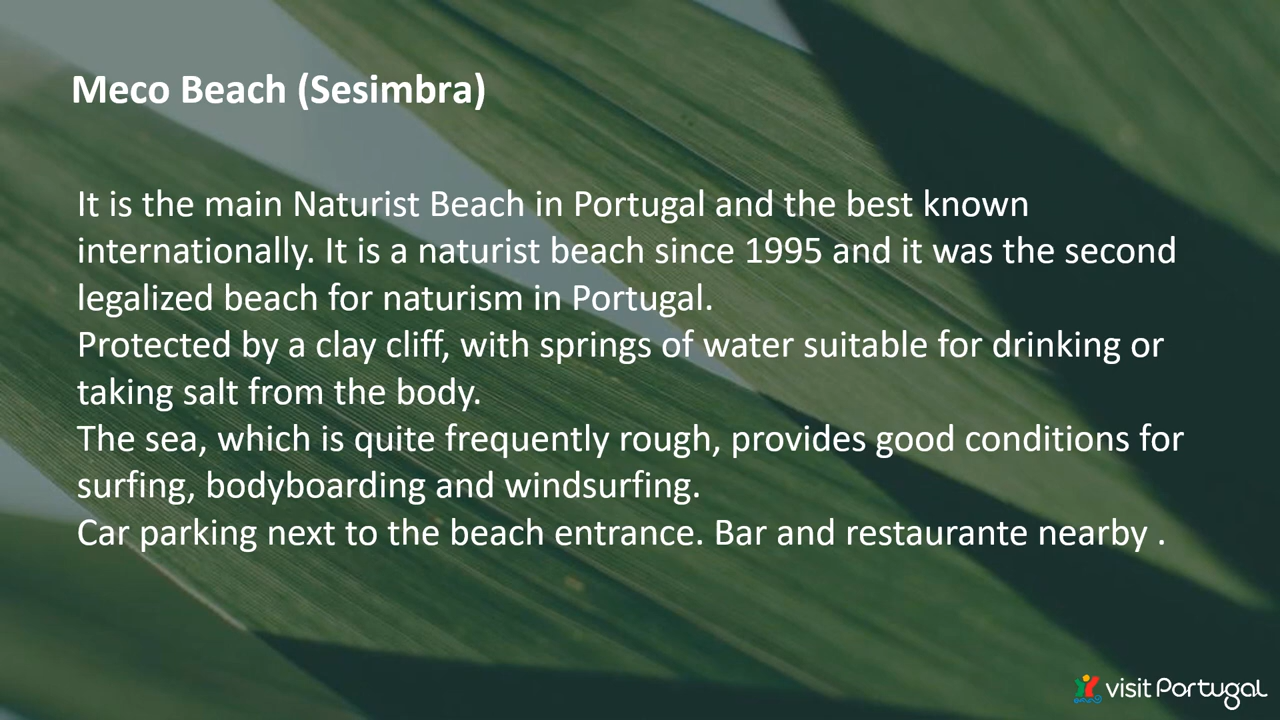 Meco Beach (Sesimbra)
It is the main Naturist Beach in Portugal and the best known
internationally. It is a naturist beach since 1995 and it was the second
legalized beach for naturism in Portugal.
Protected by a clay cliff, with springs of water suitable for drinking or
taking salt from the body.
The sea, which is quite frequently rough, provides good conditions for
surfing, bodyboarding and windsurfing.
Car parking next to the beach entrance. Bar and restaurante nearby .
visit Portugal